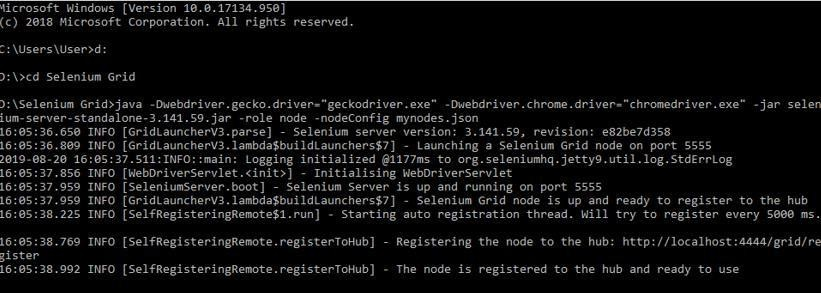 Microsoft Windows [Version 10.0.17134.950]
(c) 2018 Microsoft Corporation. All rights reserved.
C:\Users\User>d:
D:\>cd Selenium Grid
D:\Selenium Grid>java -Dwebdriver.gecko.driver="geckodriver.exe" -Dwebdriver.chrome.driver="chromedriver.exe" -jar selen
ium-server-standalone-3.141.59.jar -role node -nodeConfig mynodes.json
16:05:36.650 INFO [GridLauncherV3.parse] - Selenium server version: 3.141.59, revision: e82be7d358
16:05:36.809 INFO [GridLauncherV3.lambda$buildLaunchers$7] - Launching a Selenium Grid node on port 5555
2019-08-20 16:05:37.511:INFO::main: Logging initialized @1177ms to org.seleniumhq.jetty9.util.log.StdErrLog
16:05:37.856 INFO [WebDriverServlet.<init>] - Initialising WebDriverServlet
16:05:37.959 INFO [SeleniumServer.boot] - Selenium Server is up and running on port 5555
16:05:37.959 INFO [GridLauncherV3.lambda$buildLaunchers$7] - Selenium Grid node is up and ready to register to the hub
16:05:38.225 INFO [SelfRegisteringRemote$1.run] - Starting auto registration thread. Will try to register every 5000 ms.
16:05:38.769 INFO [SelfRegisteringRemote.registerToHub] - Registering the node to the hub: http://localhost:4444/grid/re
gister
16:05:38.992 INFO [SelfRegisteringRemote.registerToHub] - The node is registered to the hub and ready to use